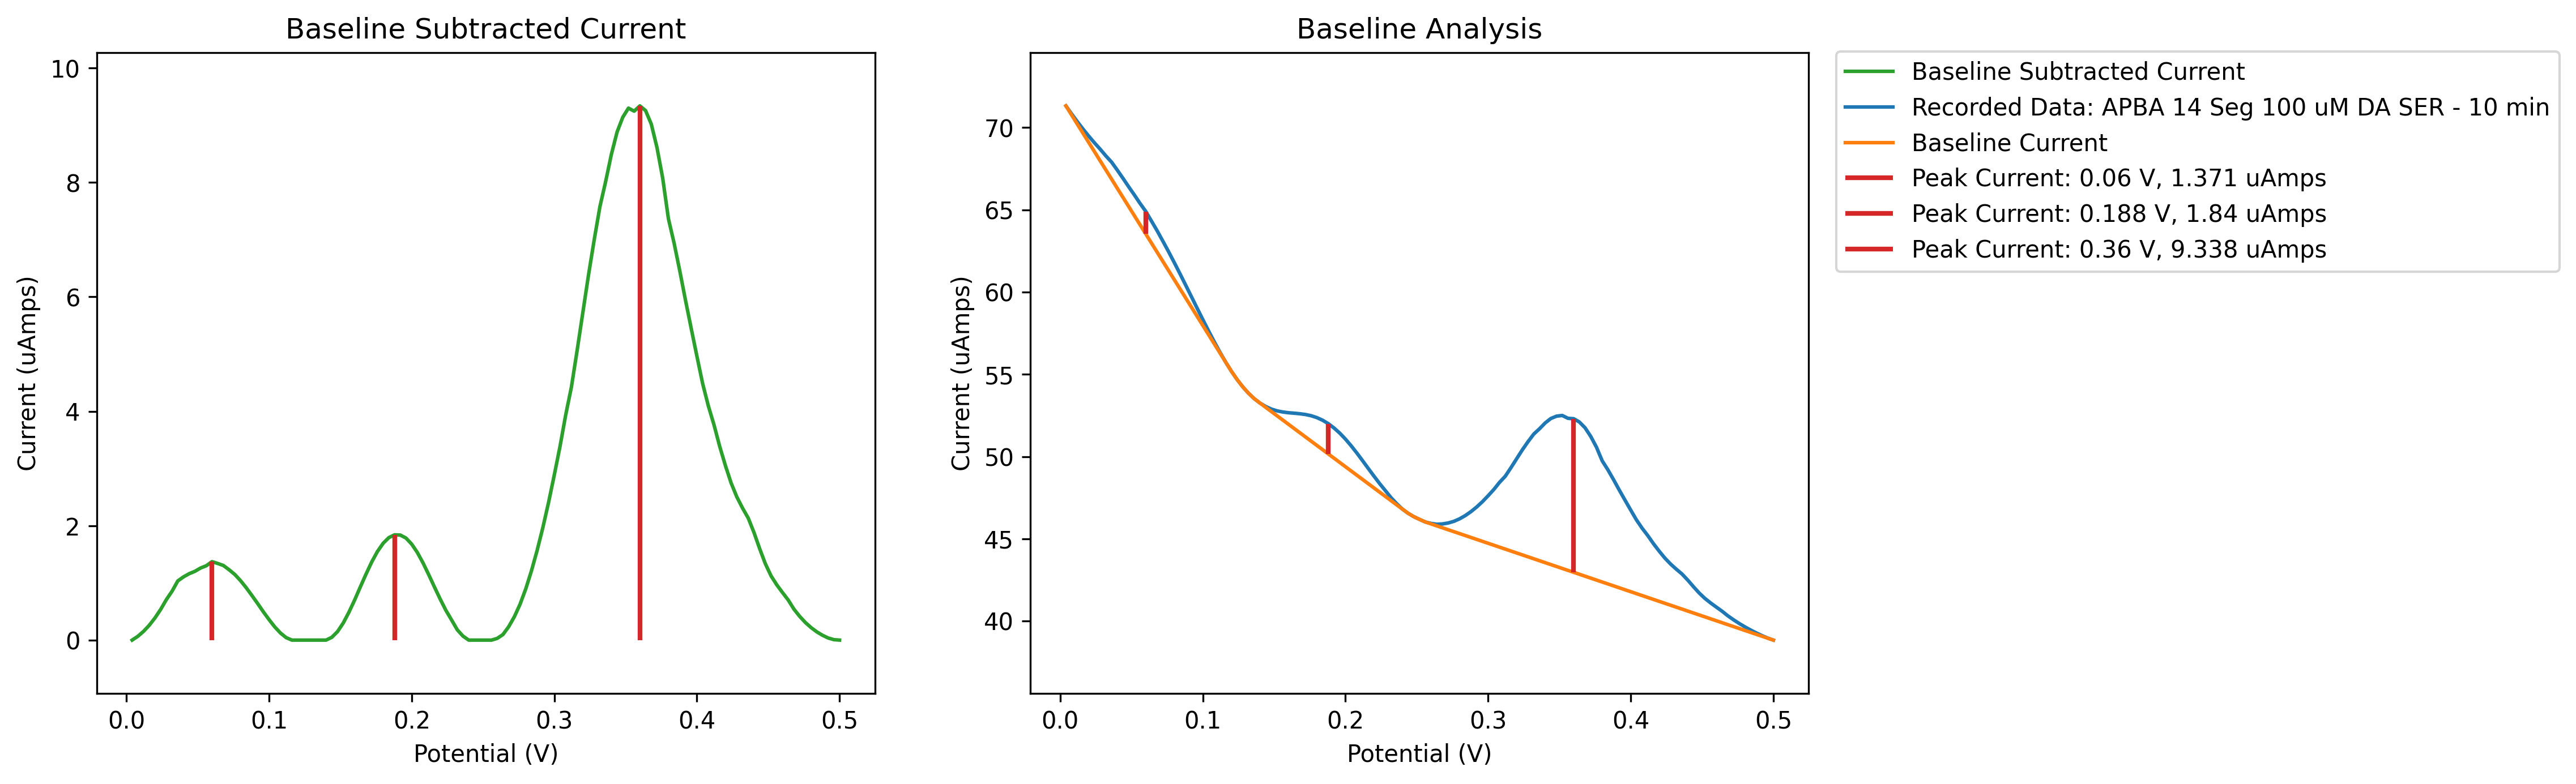 Baseline Subtracted Current
10
8
6
4
2
0
Current (uAmps)
0.0 0.1 0.2 0.3 0.4 0.5
Potential (V)
Baseline Analysis
70
65
60
55
50
45
40
Current (uAmps)
0.0 0.1 0.2 0.3 0.4 0.5
Potential (V)
Baseline Subtracted Current
Recorded Data: APBA 14 Seg 100 uM DA SER - 10 min
Baseline Current
Peak Current: 0.06 V, 1.371 uAmps
Peak Current: 0.188 V, 1.84 uAmps
Peak Current: 0.36 V, 9.338 uAmps